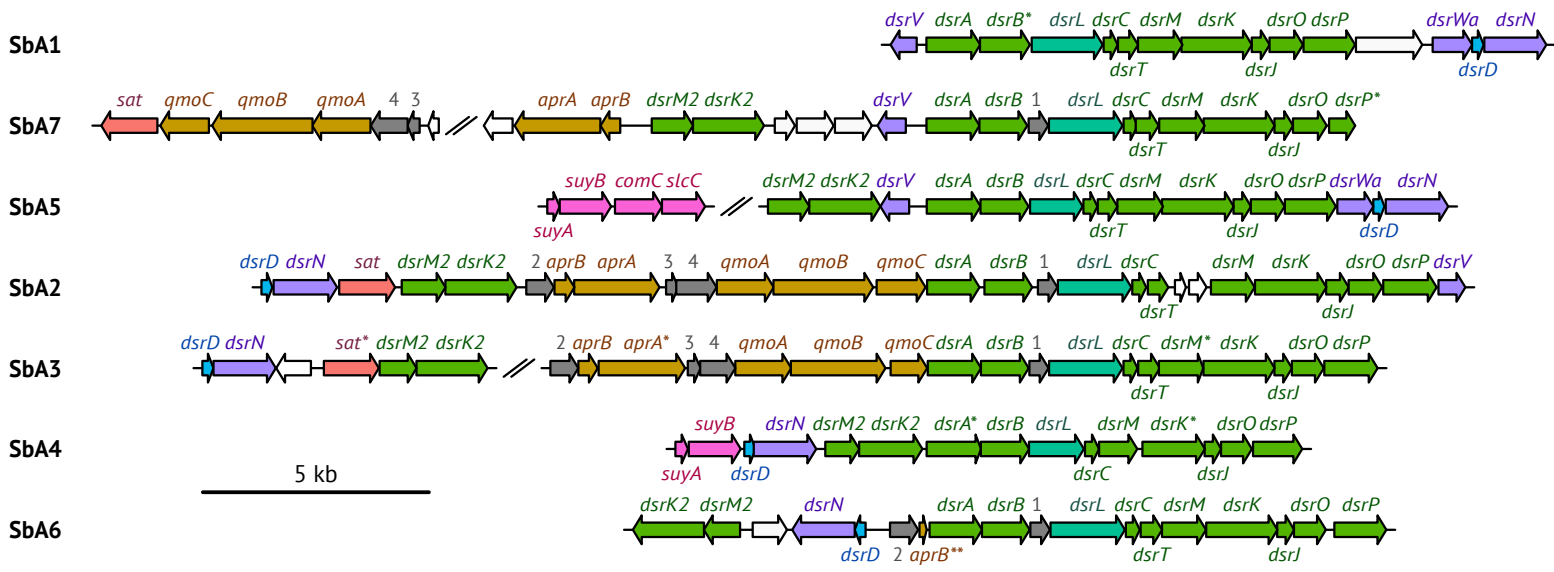 dsrV dsrA dsrB* dsrL dsrC dsrM dsrK dsrO dsrP dsrWa dsrN
SbA1
dsrT dsrJ dsrD
sat qmoC qmoB qmoA 4 3 aprA aprB dsrM2 dsrK2 dsrV dsrA dsrB 1 dsrL dsrC dsrM dsrK dsrO dsrP*
SbA7
dsrT dsrJ
suyB comC slcC dsrM2 dsrK2 dsrV dsrA dsrB dsrL dsrC dsrM dsrK dsrO dsrP dsrWa dsrN
SbA5
suyA dsrT dsrJ dsrD
dsrD dsrN sat dsrM2 dsrK2 2 aprB aprA 3 4 qmoA qmoB qmoC dsrA dsrB 1 dsrL dsrC dsrM dsrK dsrO dsrP dsrV
SbA2
dsrT dsrJ
dsrD dsrN sat* dsrM2 dsrK2 2 aprB aprA* 3 4 qmoA qmoB qmoC dsrA dsrB 1 dsrL dsrC dsrM* dsrK dsrO dsrP
SbA3
dsrT dsrJ
suyB dsrN dsrM2 dsrK2 dsrA* dsrB dsrL dsrM dsrK* dsrO dsrP
SbA4
suyA dsrD dsrC dsrJ
5 kb
dsrK2 dsrM2 dsrN dsrA dsrB 1 dsrL dsrC dsrM dsrK dsrO dsrP
SbA6
dsrD 2 aprB** dsrT dsrJ